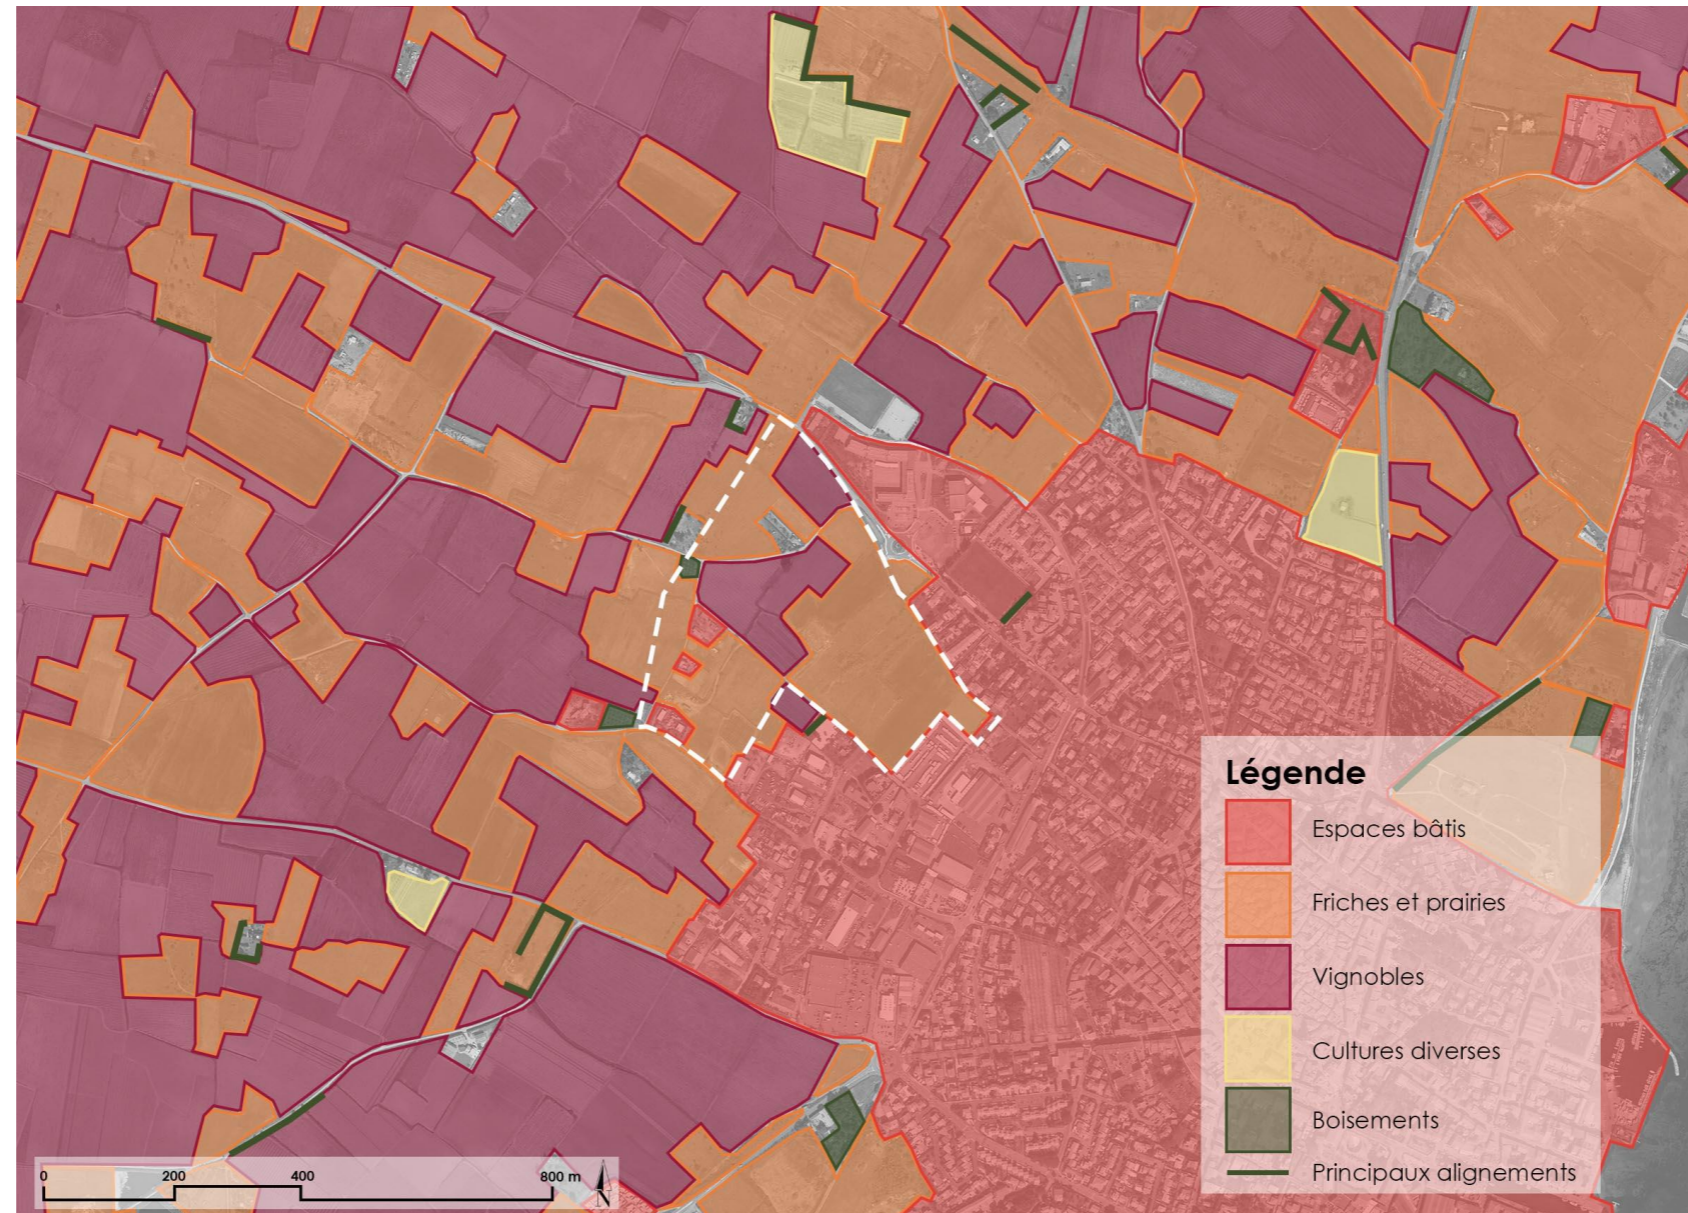 Légende
Espaces bâtis
Friches et prairies
Vignobles
Cultures diverses
Boisements
Principaux alignements
0 200 400 800 m N